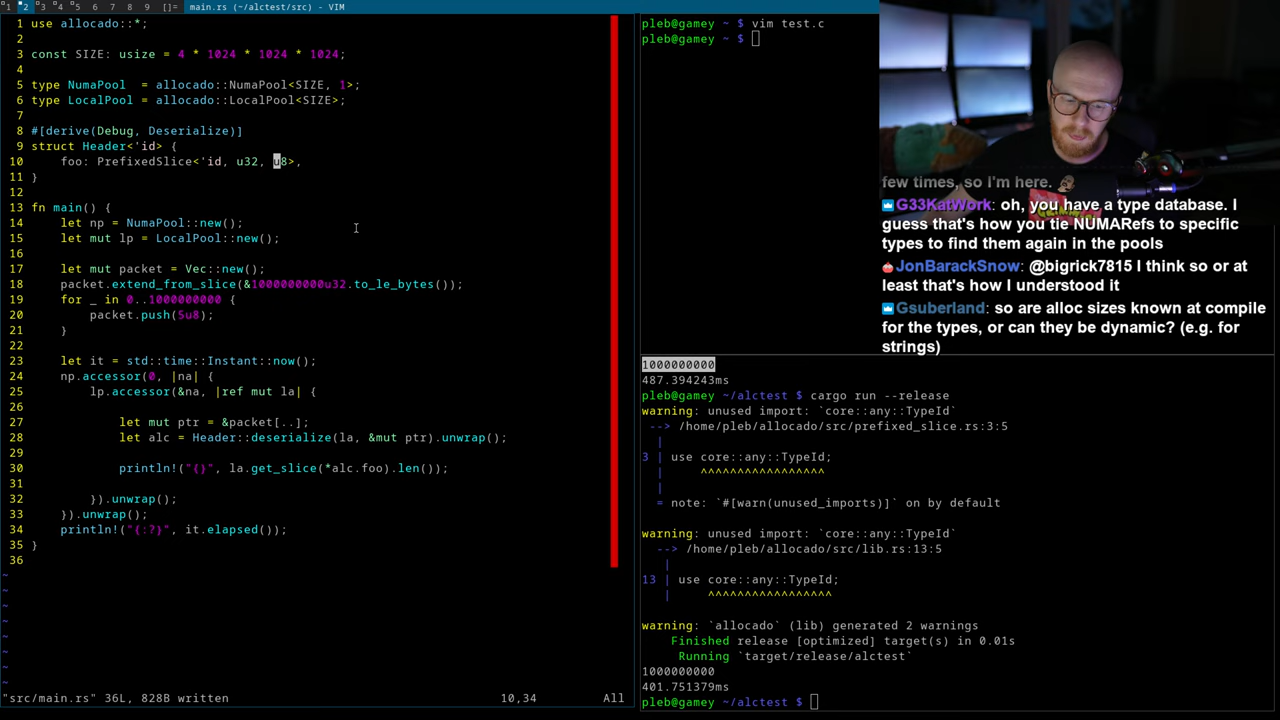 1 2 3 4 5 6 7 8 9 []= main.rs (~/alctest/src) - VIM
1 use allocado::*;
2
3 const SIZE: usize = 4 * 1024 * 1024 * 1024;
4
5 type NumaPool  = allocado::NumaPool<SIZE, 1>;
6 type LocalPool = allocado::LocalPool<SIZE>;
7
8 #[derive(Debug, Deserialize)]
9 struct Header<'id> {
10     foo: PrefixedSlice<'id, u32, u8>,
11 }
12
13 fn main() {
14     let np = NumaPool::new();
15     let mut lp = LocalPool::new();
16
17     let mut packet = Vec::new();
18     packet.extend_from_slice(&1000000000u32.to_le_bytes());
19     for _ in 0..1000000000 {
20         packet.push(5u8);
21     }
22
23     let it = std::time::Instant::now();
24     np.accessor(0, |na| {
25         lp.accessor(&na, |ref mut la| {
26
27             let mut ptr = &packet[..];
28             let alc = Header::deserialize(la, &mut ptr).unwrap();
29
30             println!("{}", la.get_slice(*alc.foo).len());
31
32         }).unwrap();
33     }).unwrap();
34     println!("{:?}", it.elapsed());
35 }
36
~
~
~
~
~
~
~
~
"src/main.rs" 36L, 828B written 10,34 All
pleb@gamey ~ $ vim test.c
pleb@gamey ~ $
few times, so I'm here.
G33KatWork: oh, you have a type database. I
guess that's how you tie NUMARefs to specific
types to find them again in the pools
JonBarackSnow: @bigrick7815 I think so or at
least that's how I understood it
Gsuberland: so are alloc sizes known at compile
for the types, or can they be dynamic? (e.g. for
strings)
1000000000
487.394243ms
pleb@gamey ~/alctest $ cargo run --release
warning: unused import: `core::any::TypeId`
--> /home/pleb/allocado/src/prefixed_slice.rs:3:5
|
3 | use core::any::TypeId;
|     ^^^^^^^^^^^^^^^^^
|
= note: `#[warn(unused_imports)]` on by default
warning: unused import: `core::any::TypeId`
--> /home/pleb/allocado/src/lib.rs:13:5
|
13 | use core::any::TypeId;
|     ^^^^^^^^^^^^^^^^^
warning: `allocado` (lib) generated 2 warnings
Finished release [optimized] target(s) in 0.01s
Running `target/release/alctest`
1000000000
401.751379ms
pleb@gamey ~/alctest $